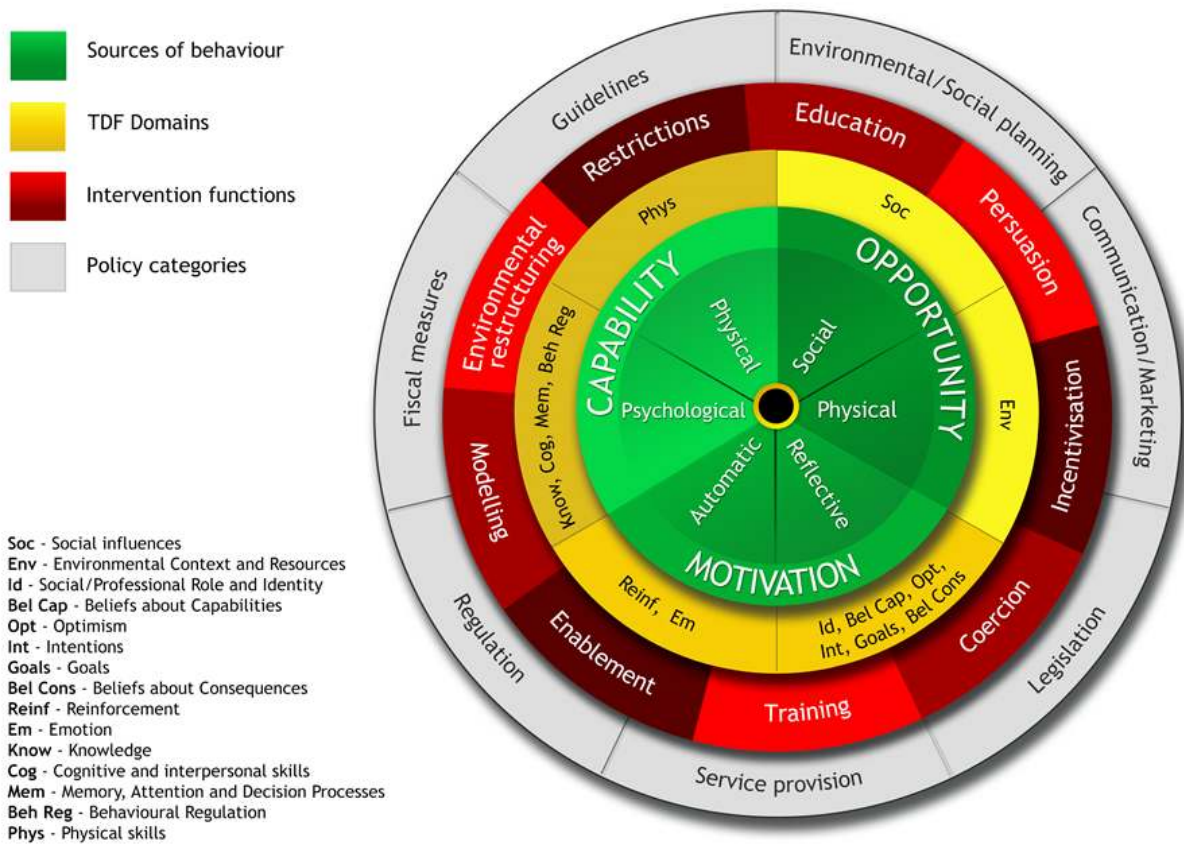 Sources of behaviour
TDF Domains
Intervention functions
Policy categories
Soc - Social influences
Env - Environmental Context and Resources
Id - Social/Professional Role and Identity
Bel Cap - Beliefs about Capabilities
Opt - Optimism
Int - Intentions
Goals - Goals
Bel Cons - Beliefs about Consequences
Reinf - Reinforcement
Em - Emotion
Know - Knowledge
Cog - Cognitive and interpersonal skills
Mem - Memory, Attention and Decision Processes
Beh Reg - Behavioural Regulation
Phys - Physical skills
Guidelines
Environmental/Social planning
Communication/Marketing
Legislation
Service provision
Regulation
Fiscal measures
Restrictions
Education
Persuasion
Incentivisation
Coercion
Training
Enablement
Modelling
Environmental
restructuring
Phys
Soc
Env
Id, Bel Cap, Opt,
Int, Goals, Bel Cons
Reinf, Em
Know, Cog, Mem, Beh Reg
CAPABILITY
OPPORTUNITY
MOTIVATION
Physical
Social
Physical
Reflective
Automatic
Psychological